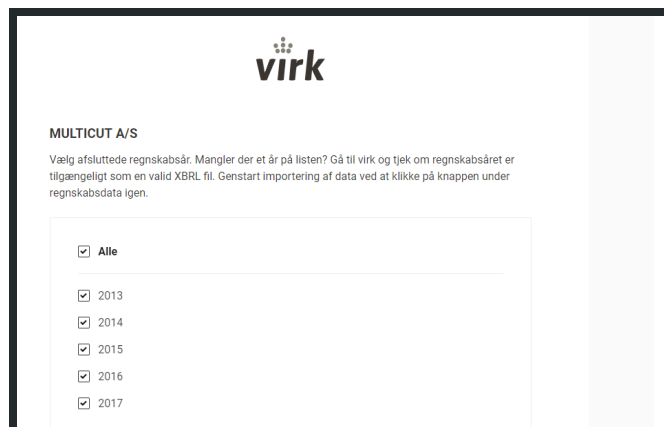 virk
MULTICUT A/S
Vælg afsluttede regnskabsår. Mangler der et år på listen? Gå til virk og tjek om regnskabsåret er
tilgængeligt som en valid XBRL fil. Genstart importering af data ved at klikke på knappen under
regnskabsdata igen.
Alle
2013
2014
2015
2016
2017